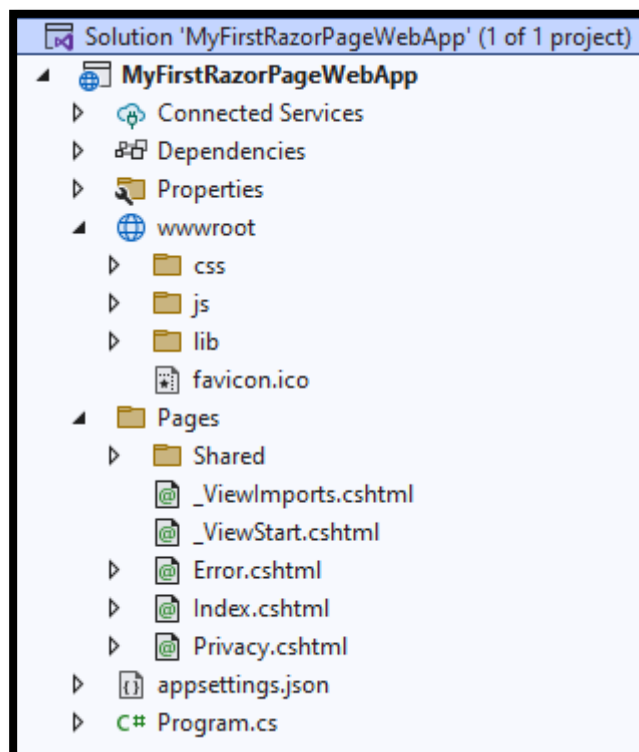 Solution 'MyFirstRazorPageWebApp' (1 of 1 project)
MyFirstRazorPageWebApp
Connected Services
Dependencies
Properties
wwwroot
css
js
lib
favicon.ico
Pages
Shared
_ViewImports.cshtml
_ViewStart.cshtml
Error.cshtml
Index.cshtml
Privacy.cshtml
appsettings.json
C# Program.cs